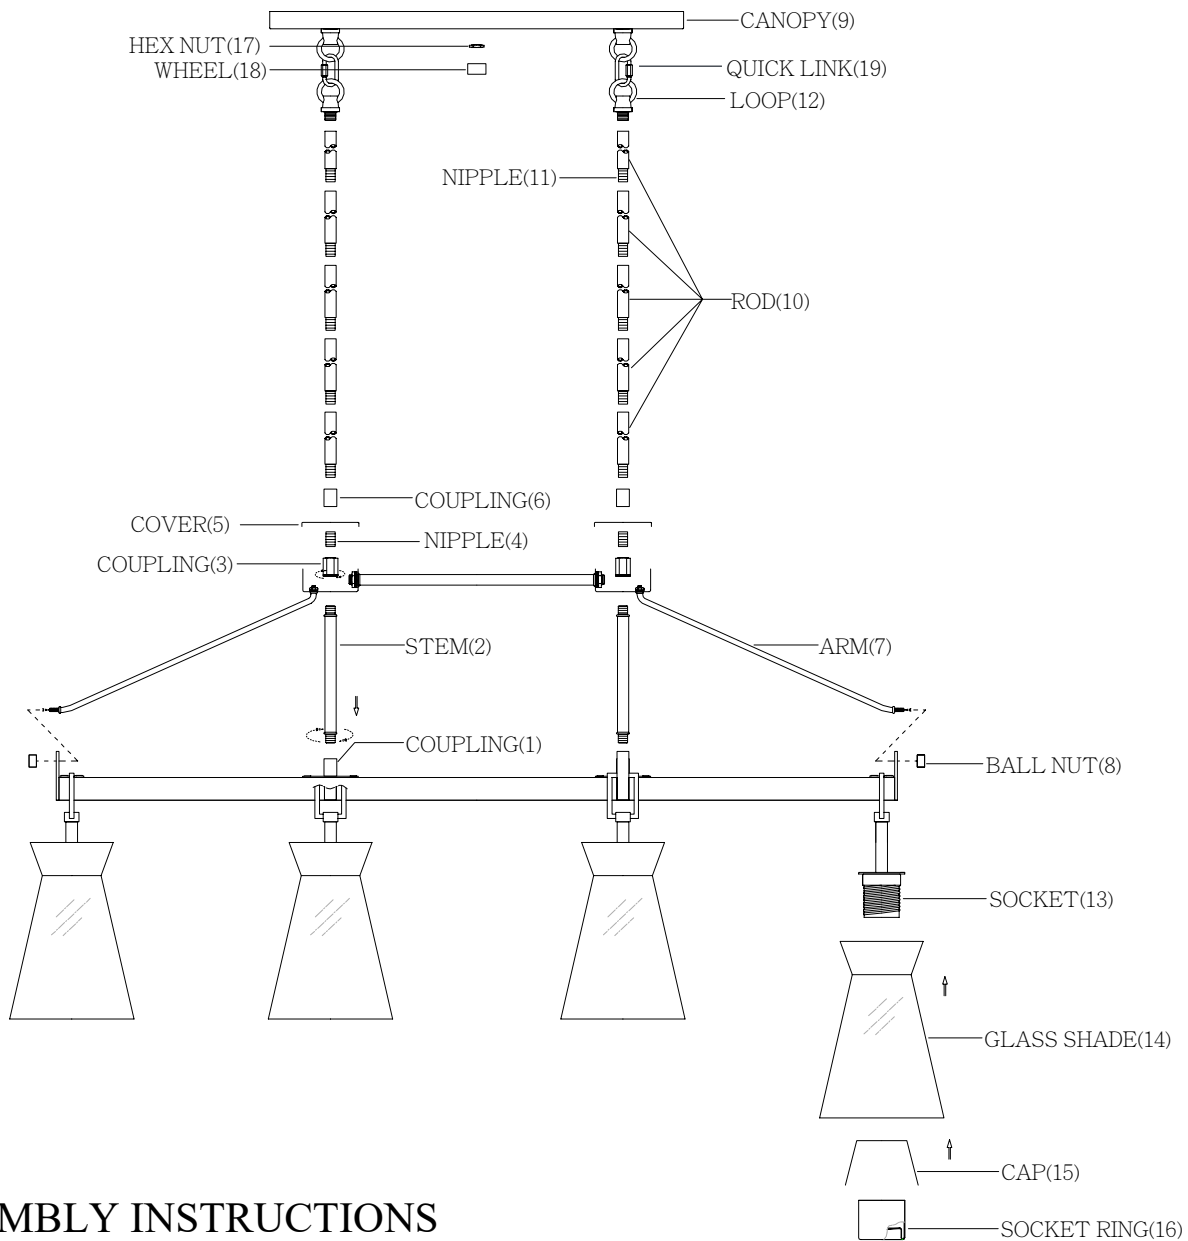 CANOPY(9)
HEX NUT(17)
WHEEL(18)
QUICK LINK(19)
LOOP(12)
NIPPLE(11)
ROD(10)
COUPLING(6)
COVER(5)
NIPPLE(4)
COUPLING(3)
STEM(2)
ARM(7)
COUPLING(1)
BALL NUT(8)
SOCKET(13)
GLASS SHADE(14)
CAP(15)
MBLY INSTRUCTIONS
SOCKET RING(16)